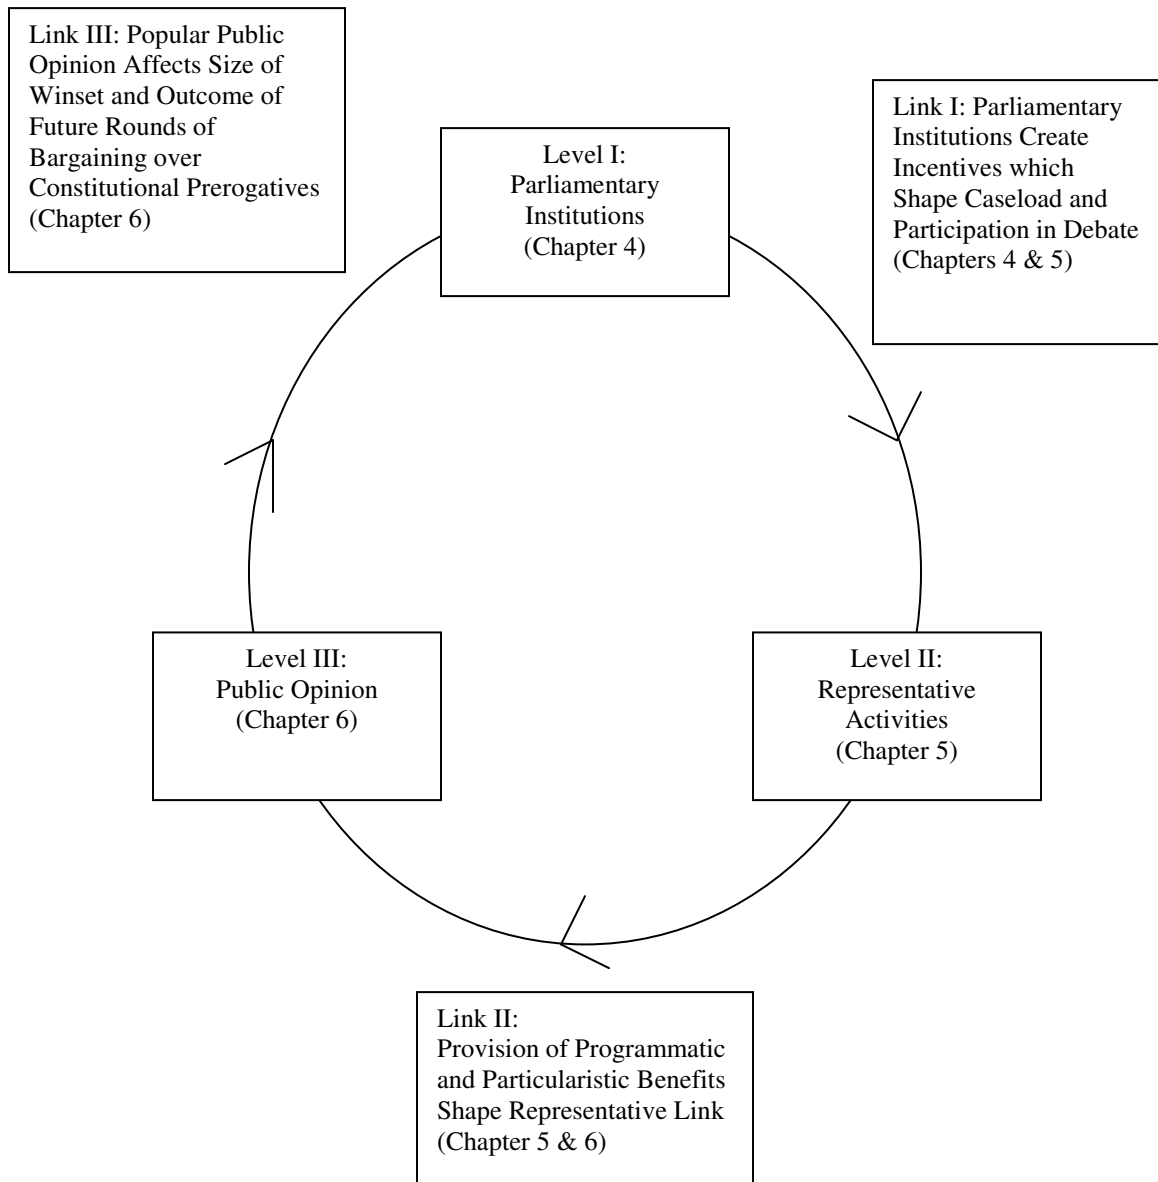 Link III: Popular Public
Opinion Affects Size of
Winset and Outcome of
Future Rounds of
Bargaining over
Constitutional Prerogatives
(Chapter 6)
Level I:
Parliamentary
Institutions
(Chapter 4)
Link I: Parliamentary
Institutions Create
Incentives which
Shape Caseload and
Participation in Debate
(Chapters 4 & 5)
Level III:
Public Opinion
(Chapter 6)
Level II:
Representative
Activities
(Chapter 5)
Link II:
Provision of Programmatic
and Particularistic Benefits
Shape Representative Link
(Chapter 5 & 6)